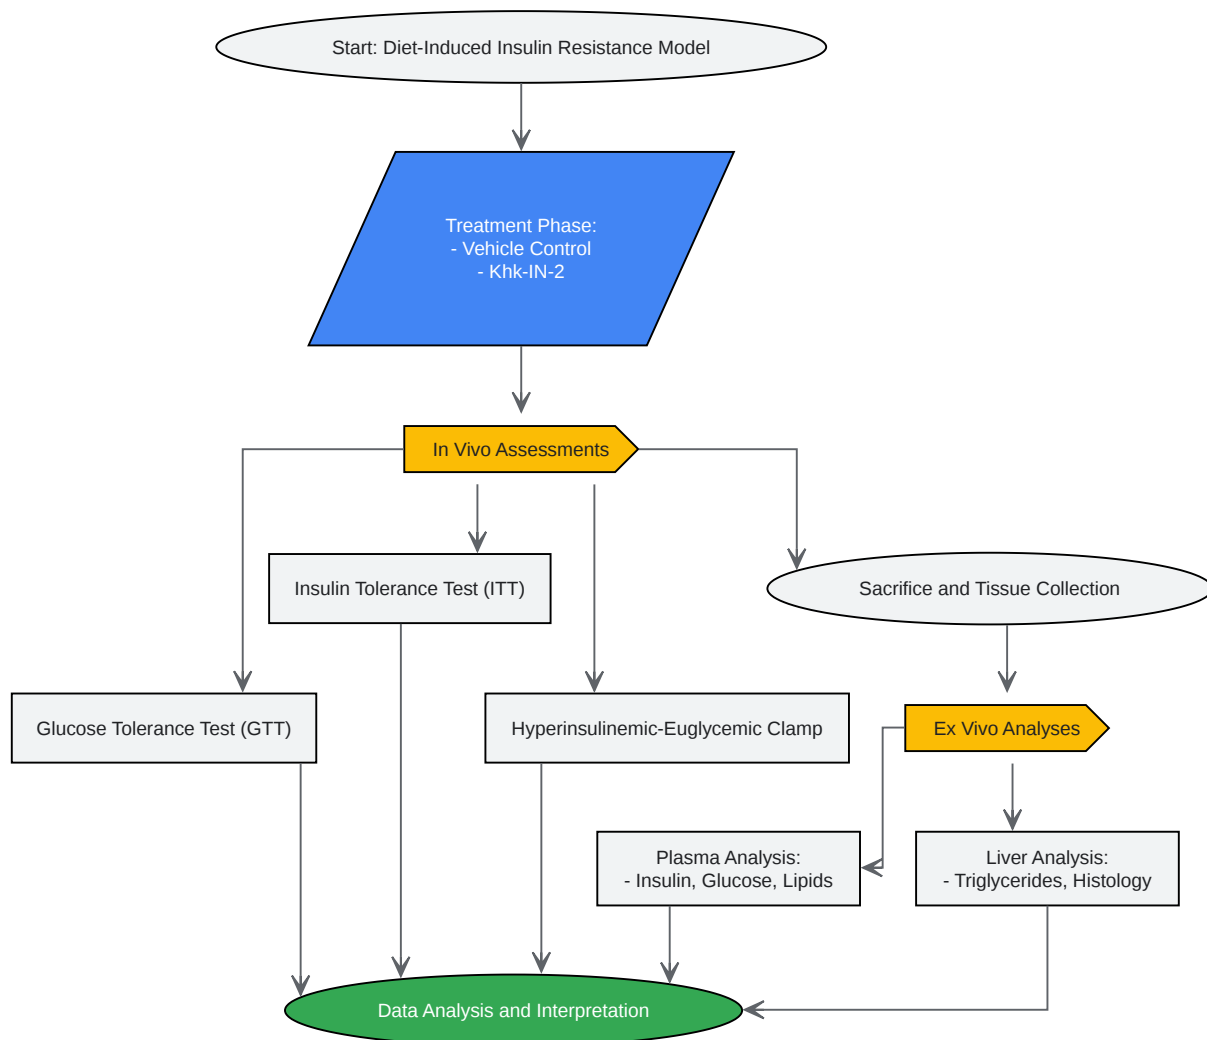 Start: Diet-Induced Insulin Resistance Model
Treatment Phase:
- Vehicle Control
- Khk-IN-2
In Vivo Assessments
Insulin Tolerance Test (ITT)
Sacrifice and Tissue Collection
Glucose Tolerance Test (GTT)
Hyperinsulinemic-Euglycemic Clamp
Ex Vivo Analyses
Plasma Analysis:
- Insulin, Glucose, Lipids
Liver Analysis:
- Triglycerides, Histology
Data Analysis and Interpretation